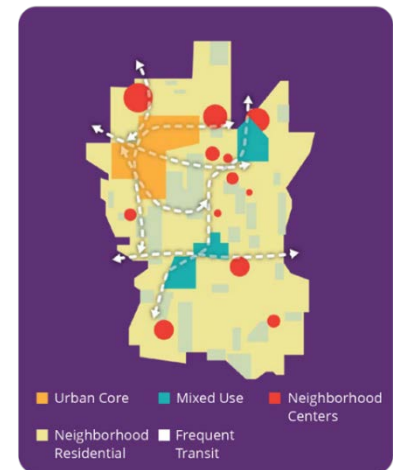 Urban Core
Mixed Use
Neighborhood
Centers
Neighborhood
Residential
Frequent
Transit